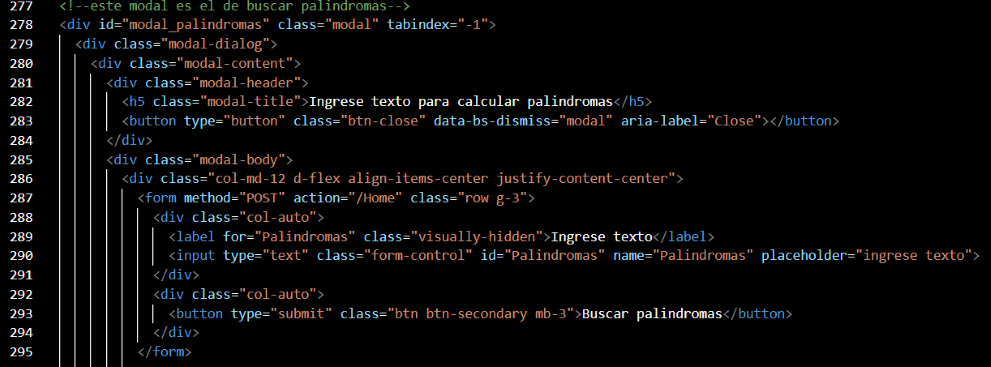 277 <!--este modal es el de buscar palindromas-->
278 <div id="modal_palindromas" class="modal" tabindex="-1">
279 <div class="modal-dialog">
280 <div class="modal-content">
281 <div class="modal-header">
282 <h5 class="modal-title">Ingrese texto para calcular palindromas</h5>
283 <button type="button" class="btn-close" data-bs-dismiss="modal" aria-label="Close"></button>
284 </div>
285 <div class="modal-body">
286 <div class="col-md-12 d-flex align-items-center justify-content-center">
287 <form method="POST" action="/Home" class="row g-3">
288 <div class="col-auto">
289 <label for="Palindromas" class="visually-hidden">Ingrese texto</label>
290 <input type="text" class="form-control" id="Palindromas" name="Palindromas" placeholder="ingrese texto">
291 </div>
292 <div class="col-auto">
293 <button type="submit" class="btn btn-secondary mb-3">Buscar palindromas</button>
294 </div>
295 </form>